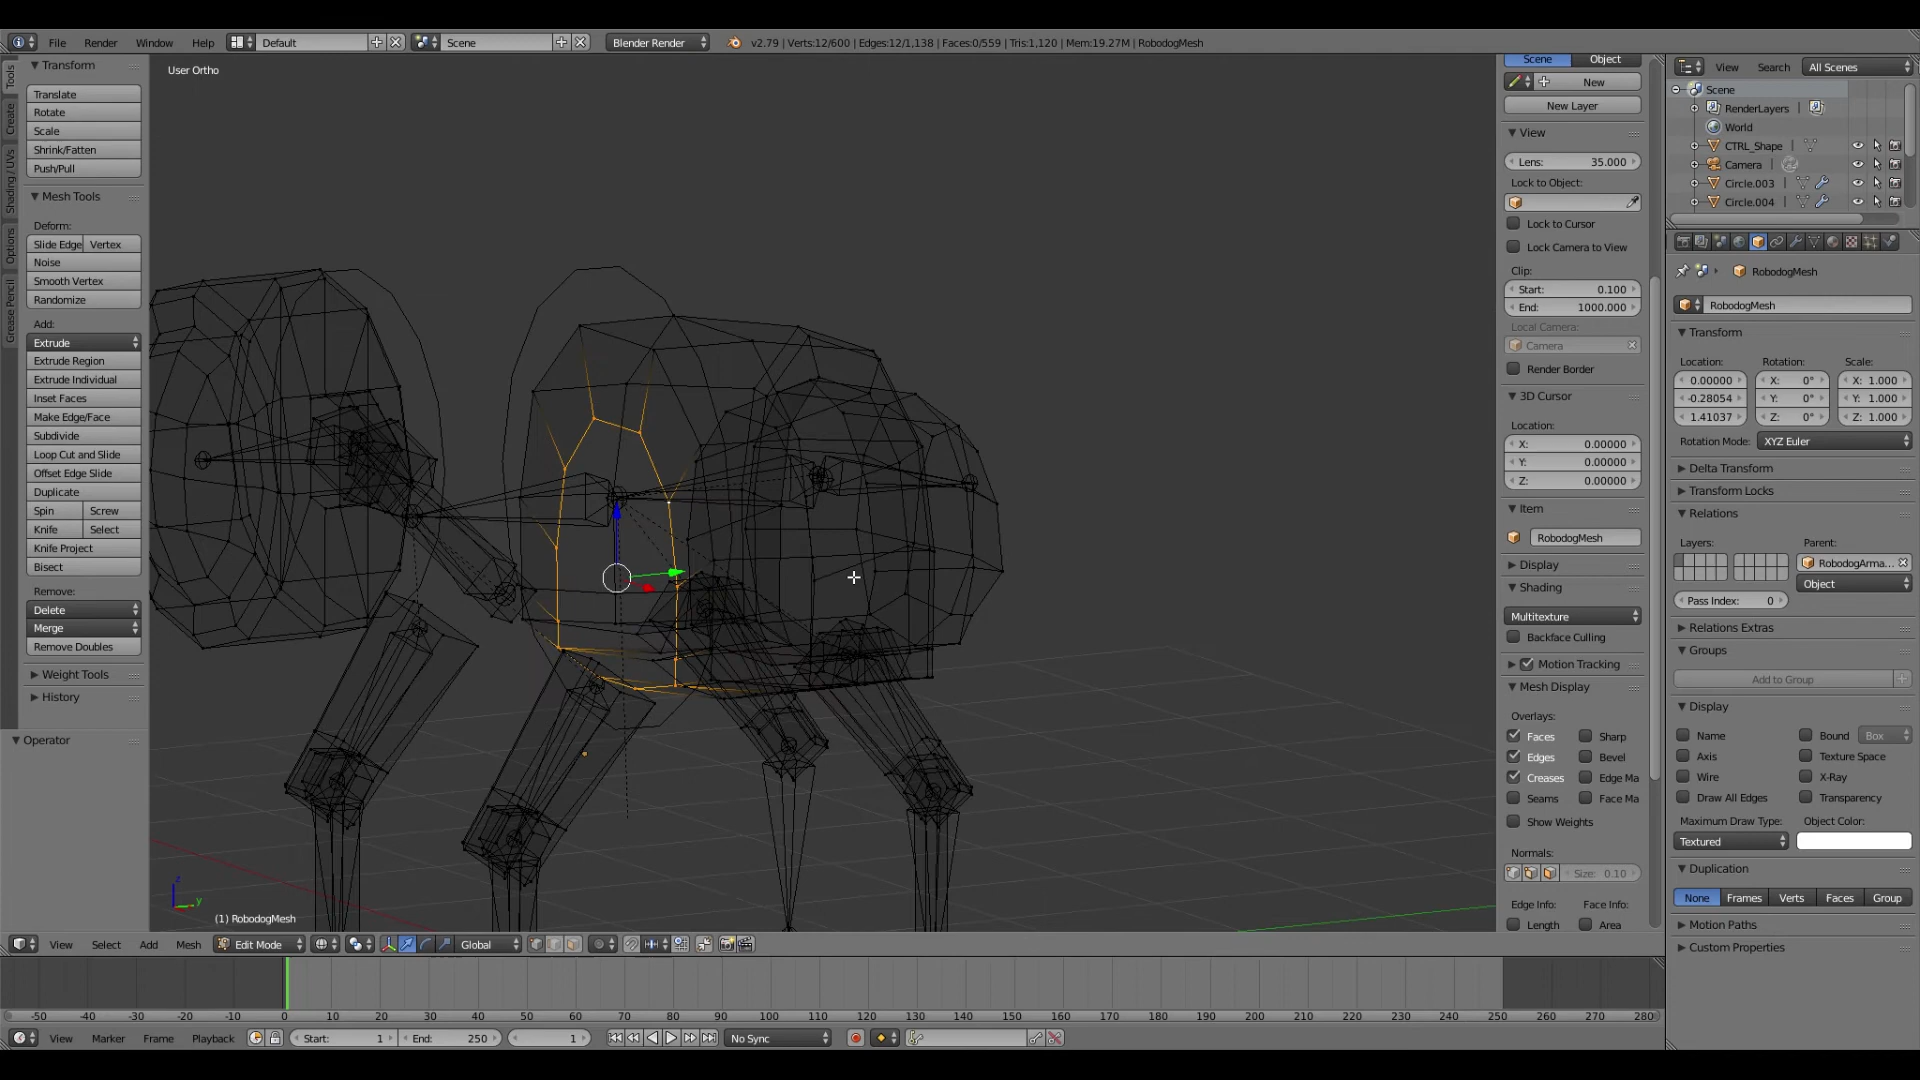 File Render Window Help Default Scene Blender Render v2.79 | Verts:12/600 | Edges:12/1,138 | Faces:0/559 | Tris:1,120 | Mem:19.27M | RobodogMesh
User Ortho
Tools
Create
Shading / UVs
Options
Grease Pencil
Transform
Translate
Rotate
Scale
Shrink/Fatten
Push/Pull
Mesh Tools
Deform:
Slide Edge Vertex
Noise
Smooth Vertex
Randomize
Add:
Extrude
Extrude Region
Extrude Individual
Inset Faces
Make Edge/Face
Subdivide
Loop Cut and Slide
Offset Edge Slide
Duplicate
Spin Screw
Knife Select
Knife Project
Bisect
Remove:
Delete
Merge
Remove Doubles
Weight Tools
History
Operator
z
y
(1) RobodogMesh
Scene Object
New
New Layer
View
Lens: 35.000
Lock to Object:
Lock to Cursor
Lock Camera to View
Clip:
Start: 0.100
End: 1000.000
Local Camera:
Camera
Render Border
3D Cursor
Location:
X: 0.00000
Y: 0.00000
Z: 0.00000
Item
RobodogMesh
Display
Shading
Multitexture
Backface Culling
Motion Tracking
Mesh Display
Overlays:
Faces Sharp
Edges Bevel
Creases Edge Ma
Seams Face Ma
Show Weights
Normals:
Size: 0.10
Edge Info: Face Info:
Length Area
View Search All Scenes
Scene
RenderLayers
World
CTRL_Shape
Camera
Circle.003
Circle.004
RobodogMesh
RobodogMesh
Transform
Location: Rotation: Scale:
0.00000 X: 0° X: 1.000
-0.28054 Y: 0° Y: 1.000
1.41037 Z: 0° Z: 1.000
Rotation Mode: XYZ Euler
Delta Transform
Transform Locks
Relations
Layers: Parent:
RobodogArma...
Object
Pass Index: 0
Relations Extras
Groups
Add to Group
Display
Name Bound Box
Axis Texture Space
Wire X-Ray
Draw All Edges Transparency
Maximum Draw Type: Object Color:
Textured
Duplication
None Frames Verts Faces Group
Motion Paths
Custom Properties
View Select Add Mesh Edit Mode Global
-50 -40 -30 -20 -10 0 10 20 30 40 50 60 70 80 90 100 110 120 130 140 150 160 170 180 190 200 210 220 230 240 250 260 270 280
View Marker Frame Playback Start: 1 End: 250 1 No Sync